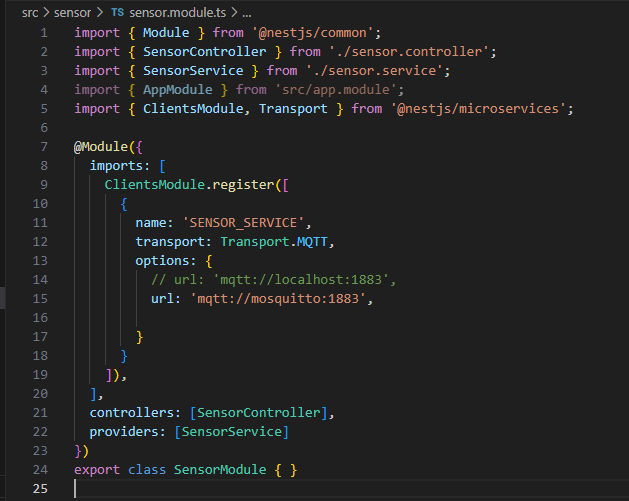 src > sensor > TS sensor.module.ts > ...
1 import { Module } from '@nestjs/common';
2 import { SensorController } from './sensor.controller';
3 import { SensorService } from './sensor.service';
4 import { AppModule } from 'src/app.module';
5 import { ClientsModule, Transport } from '@nestjs/microservices';
6
7 @Module({
8   imports: [
9     ClientsModule.register([
10       {
11         name: 'SENSOR_SERVICE',
12         transport: Transport.MQTT,
13         options: {
14           // url: 'mqtt://localhost:1883',
15           url: 'mqtt://mosquitto:1883',
16
17         }
18       }
19     ]),
20   ],
21   controllers: [SensorController],
22   providers: [SensorService]
23 })
24 export class SensorModule { }
25